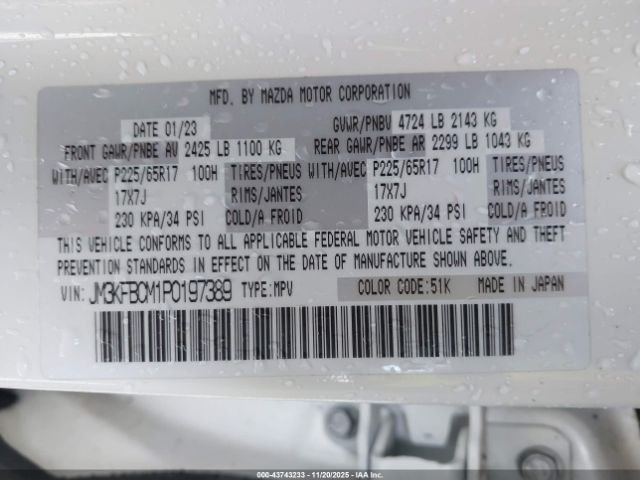 MFD. BY MAZDA MOTOR CORPORATION
DATE 01/23 GVWR/PNBV 4724 LB 2143 KG
FRONT GAWR/PNBE AV 2425 LB 1100 KG REAR GAWR/PNBE AR 2299 LB 1043 KG
WITH/AVEC P225/65R17 100H TIRES/PNEUS WITH/AVEC P225/65R17 100H TIRES/PNEUS
17X7J RIMS/JANTES 17X7J RIMS/JANTES
230 KPA/34 PSI COLD/A FROID 230 KPA/34 PSI COLD/A FROID
THIS VEHICLE CONFORMS TO ALL APPLICABLE FEDERAL MOTOR VEHICLE SAFETY AND THEFT
PREVENTION STANDARDS IN EFFECT ON THE DATE OF MANUFACTURE SHOWN ABOVE.
VIN: JM3KFBCM1P0197389 TYPE:MPV COLOR CODE:51K MADE IN JAPAN
000-43743233 - 11/20/2025 - IAAI.COM